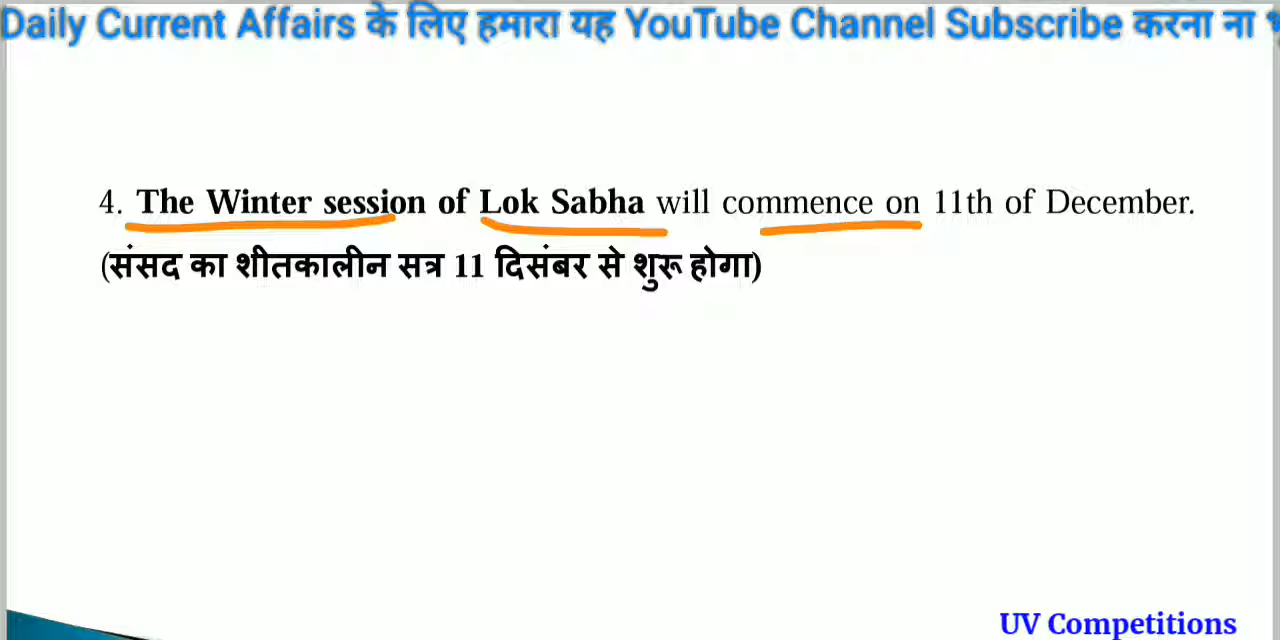 Daily Current Affairs के लिए हमारा यह YouTube Channel Subscribe करना ना
4. The Winter session of Lok Sabha will commence on 11th of December.
(संसद का शीतकालीन सत्र 11 दिसंबर से शुरू होगा)
UV Competitions